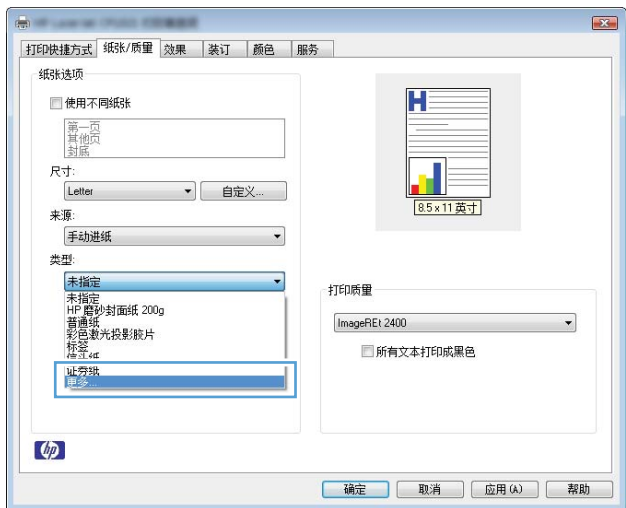 打印快捷方式 纸张/质量 效果 装订 颜色 服务
纸张选项
使用不同纸张
第一页
其他页
封底
尺寸:
Letter 自定义...
8.5 x 11 英寸
来源:
手动进纸
类型:
未指定
未指定
HP 磨砂封面纸 200g
普通纸
彩色激光投影胶片
标签
信头纸
证券纸
更多...
打印质量
ImageREt 2400
所有文本打印成黑色
hp
确定 取消 应用 (A) 帮助